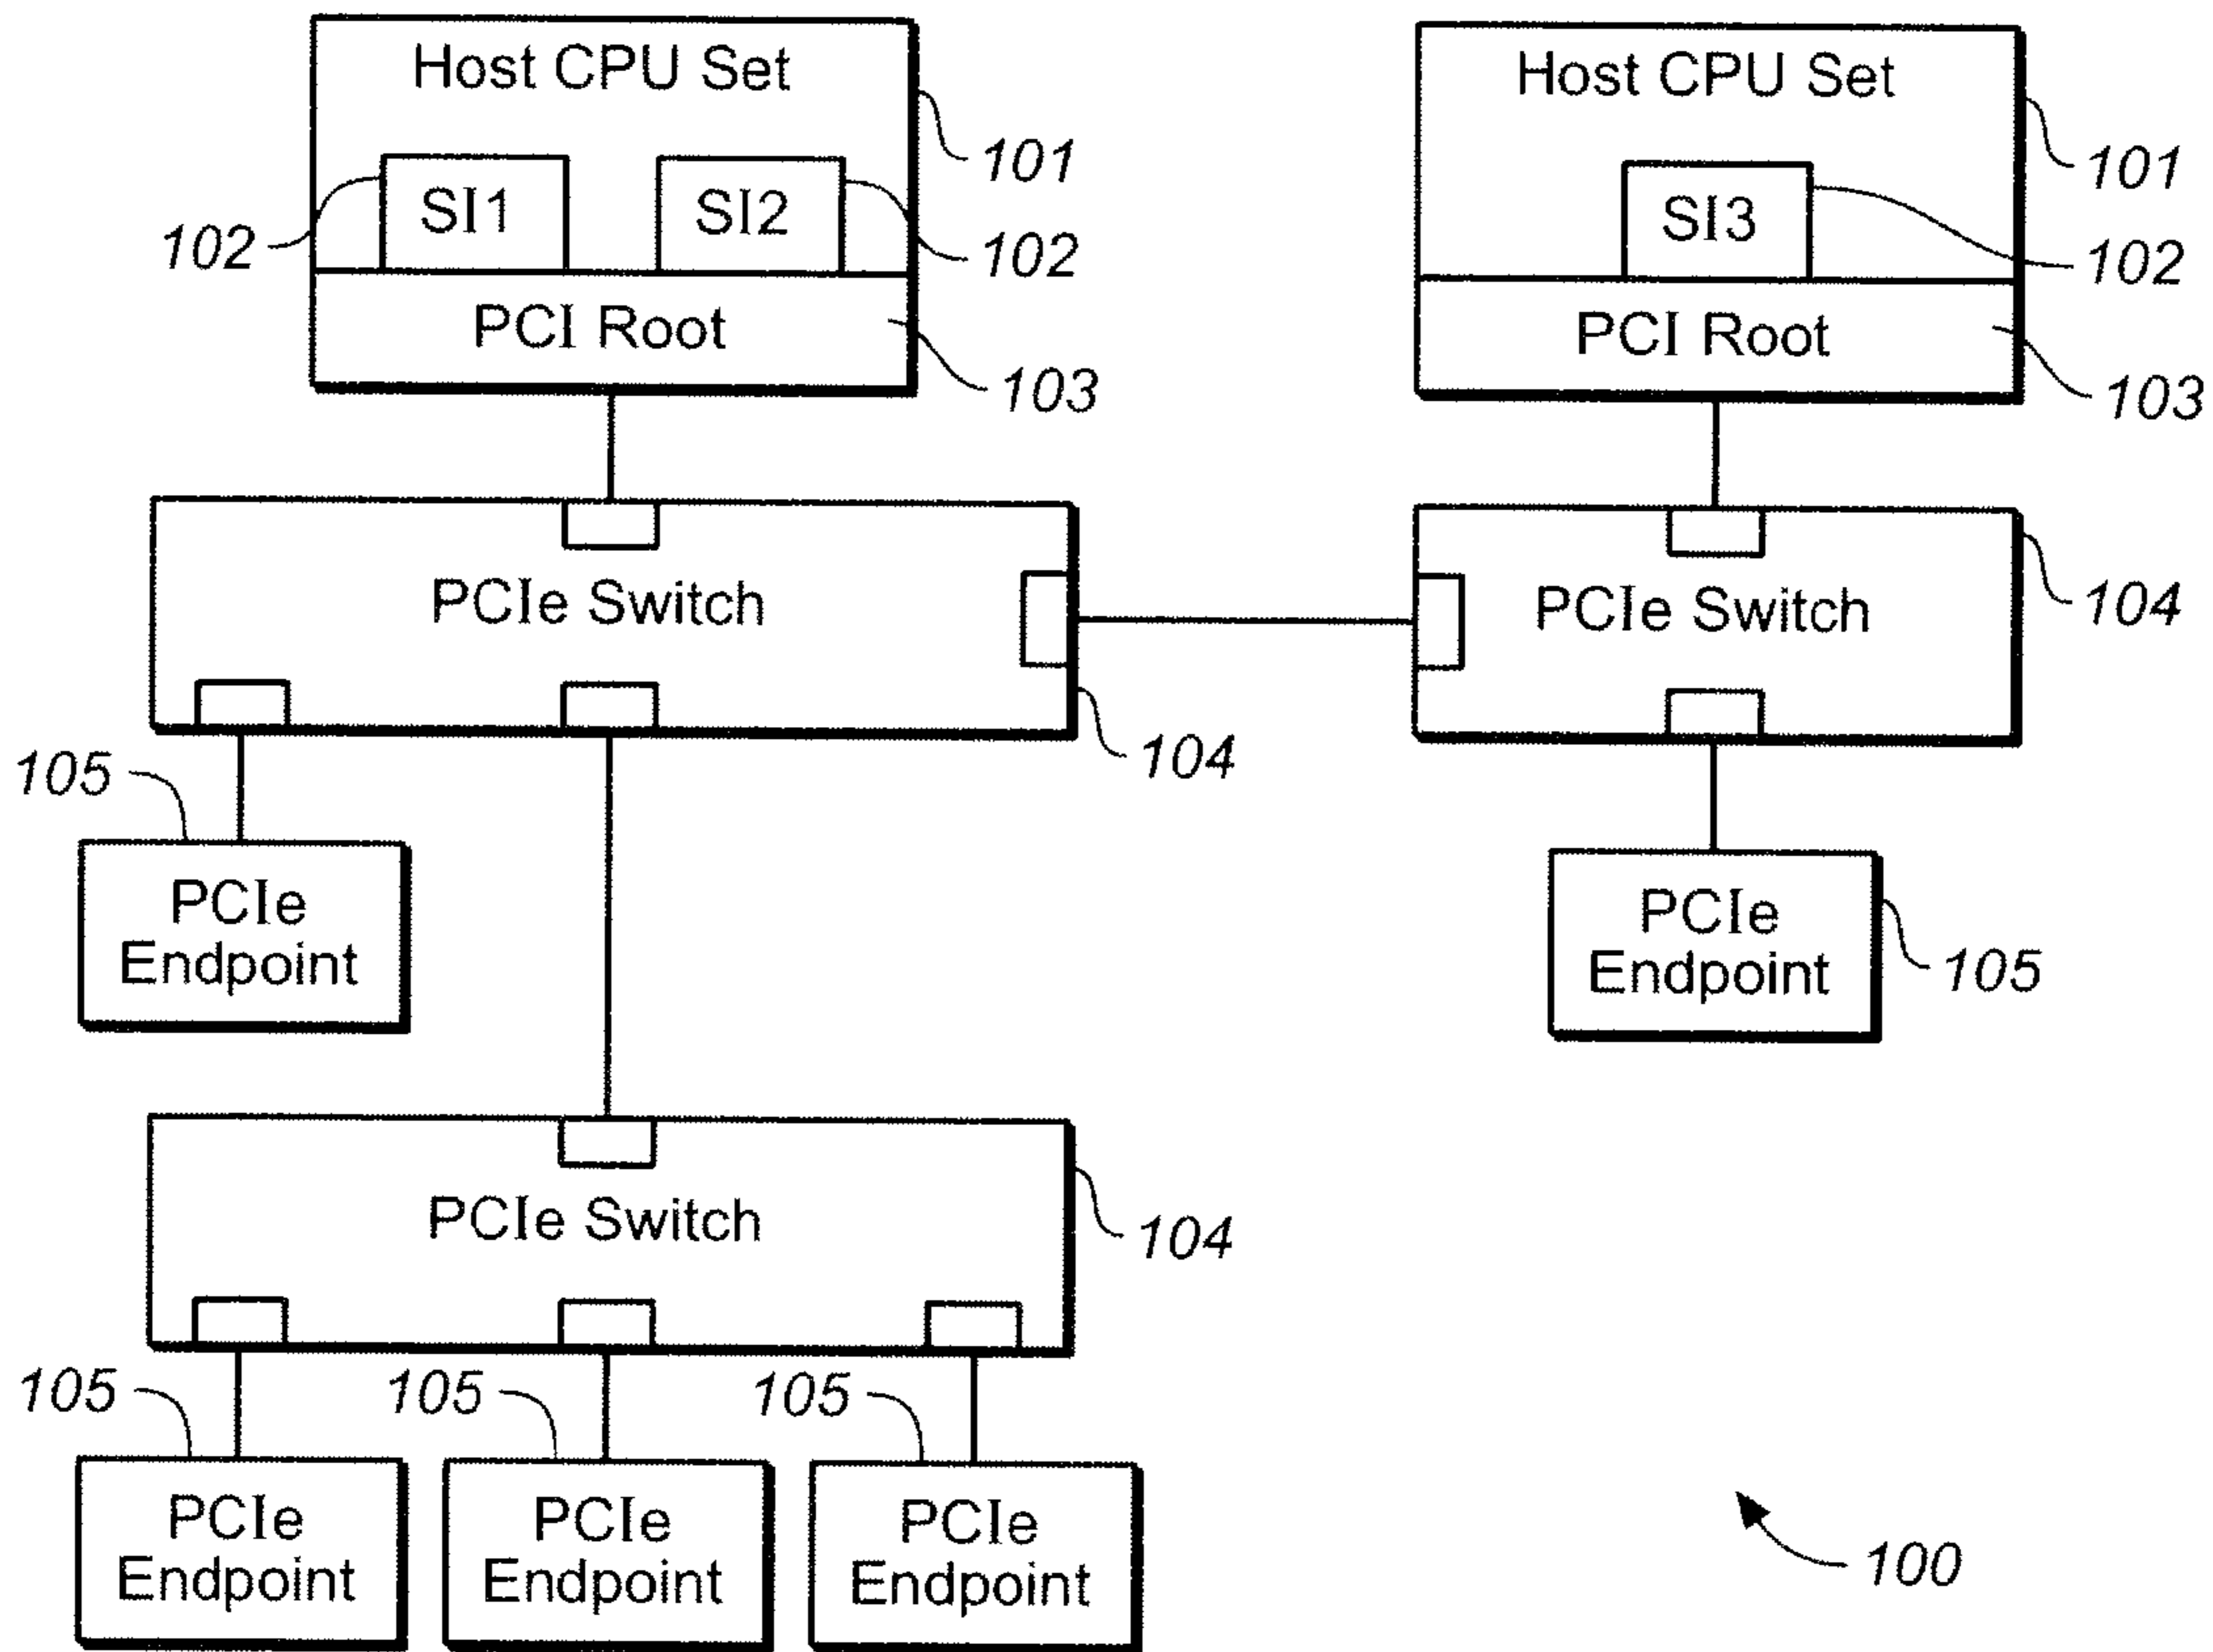 Host CPU Set
101
SI1
SI2
102
102
PCI Root
103
Host CPU Set
101
SI3
102
PCI Root
103
PCIe Switch
104
PCIe Switch
104
105
PCIe
Endpoint
PCIe
Endpoint
105
PCIe Switch
104
105
105
105
PCIe
Endpoint
PCIe
Endpoint
PCIe
Endpoint
100